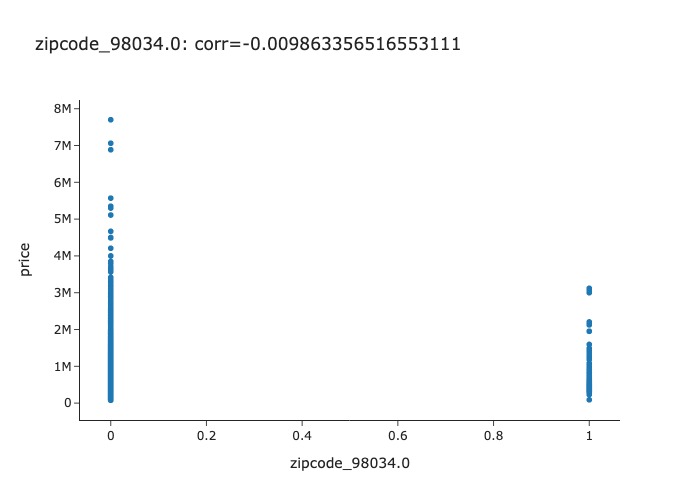 zipcode_98034.0: corr=-0.009863356516553111
8M
7M
6M
5M
4M
3M
2M
1M
0
price
0
0.2
0.4
0.6
0.8
1
zipcode_98034.0